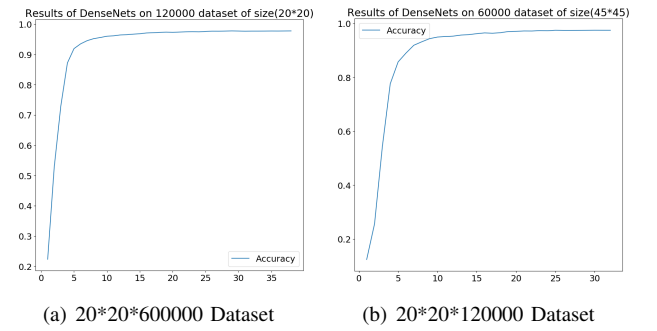 Results of DenseNets on 120000 dataset of size(20*20)
1.0
0.9
0.8
0.7
0.6
0.5
0.4
0.3
0.2
0 5 10 15 20 25 30 35
Accuracy
(a) 20*20*600000 Dataset
Results of DenseNets on 60000 dataset of size(45*45)
1.0
Accuracy
0.8
0.6
0.4
0.2
0 5 10 15 20 25 30
(b) 20*20*120000 Dataset